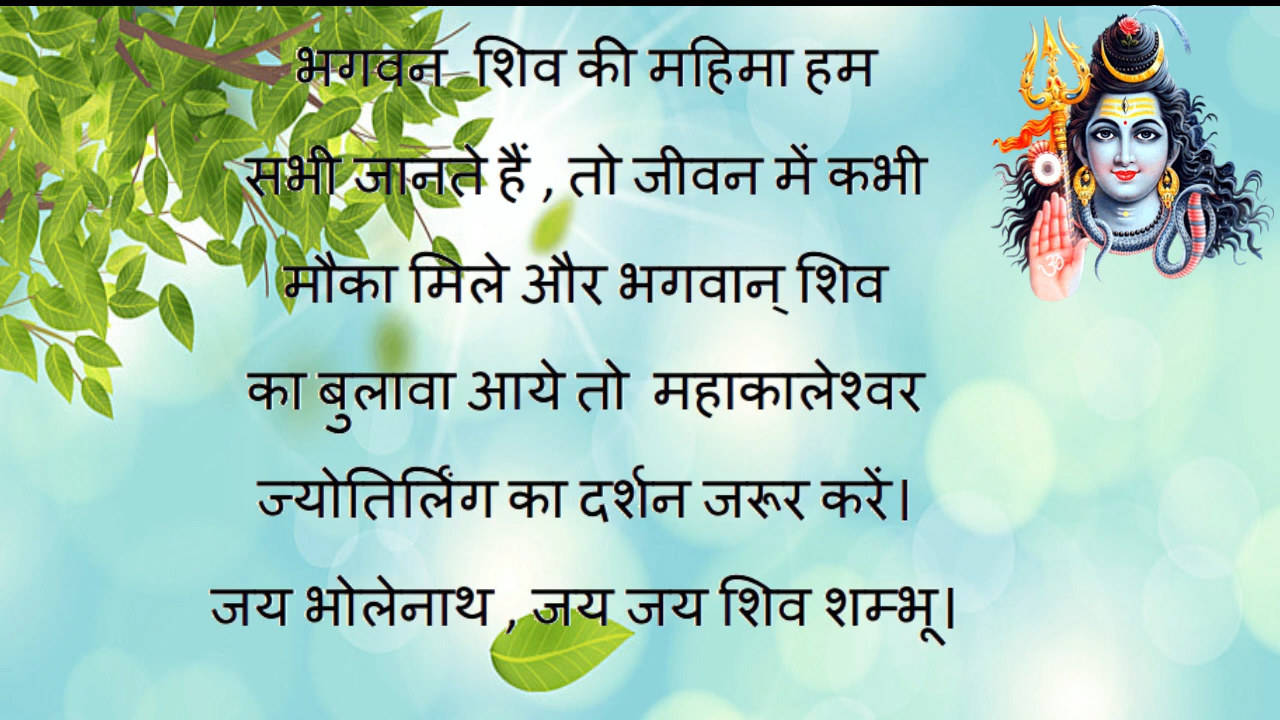 भगवन शिव की महिमा हम
सभी जानते हैं , तो जीवन में कभी
मौका मिले और भगवान् शिव
का बुलावा आये तो महाकालेश्वर
ज्योतिर्लिंग का दर्शन जरूर करें।
जय भोलेनाथ , जय जय शिव शम्भू।
ॐ